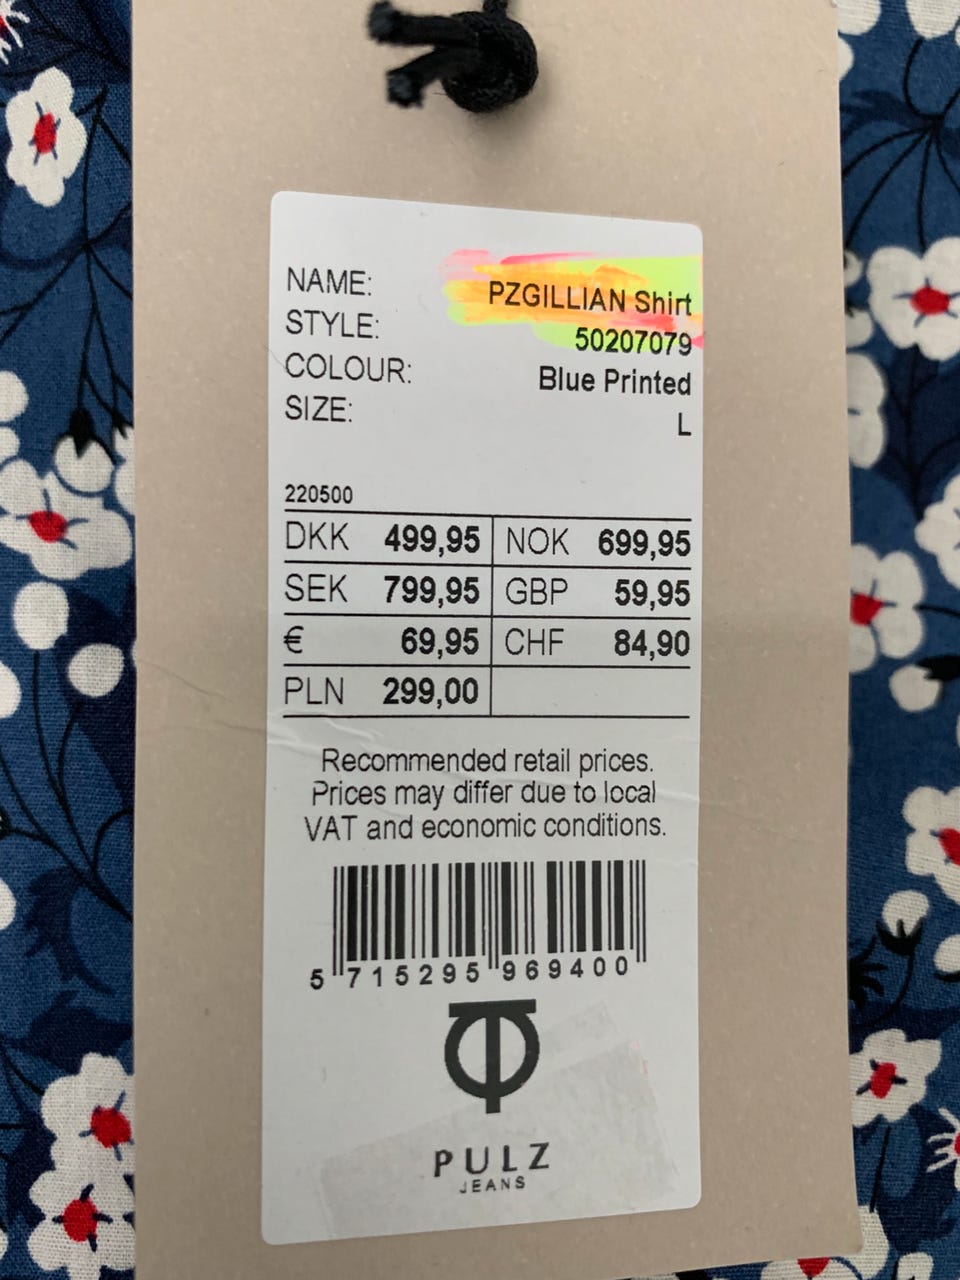 NAME: PZGILLIAN Shirt
STYLE: 50207079
COLOUR: Blue Printed
SIZE: L
220500
DKK 499,95 NOK 699,95
SEK 799,95 GBP 59,95
€ 69,95 CHF 84,90
PLN 299,00
Recommended retail prices.
Prices may differ due to local
VAT and economic conditions.
5 715295 969400
PULZ
JEANS